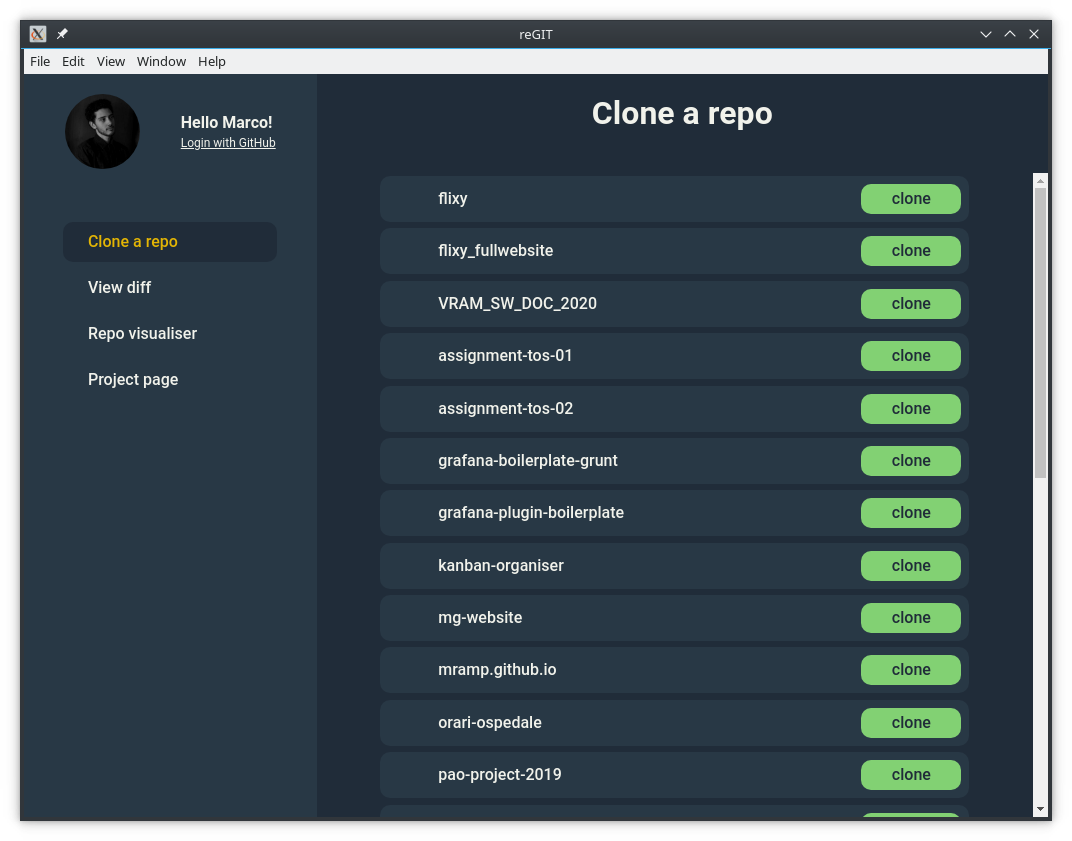 reGIT
File Edit View Window Help
Hello Marco!
Login with GitHub
Clone a repo
View diff
Repo visualiser
Project page
Clone a repo
flixy clone
flixy_fullwebsite clone
VRAM_SW_DOC_2020 clone
assignment-tos-01 clone
assignment-tos-02 clone
grafana-boilerplate-grunt clone
grafana-plugin-boilerplate clone
kanban-organiser clone
mg-website clone
mramp.github.io clone
orari-ospedale clone
pao-project-2019 clone